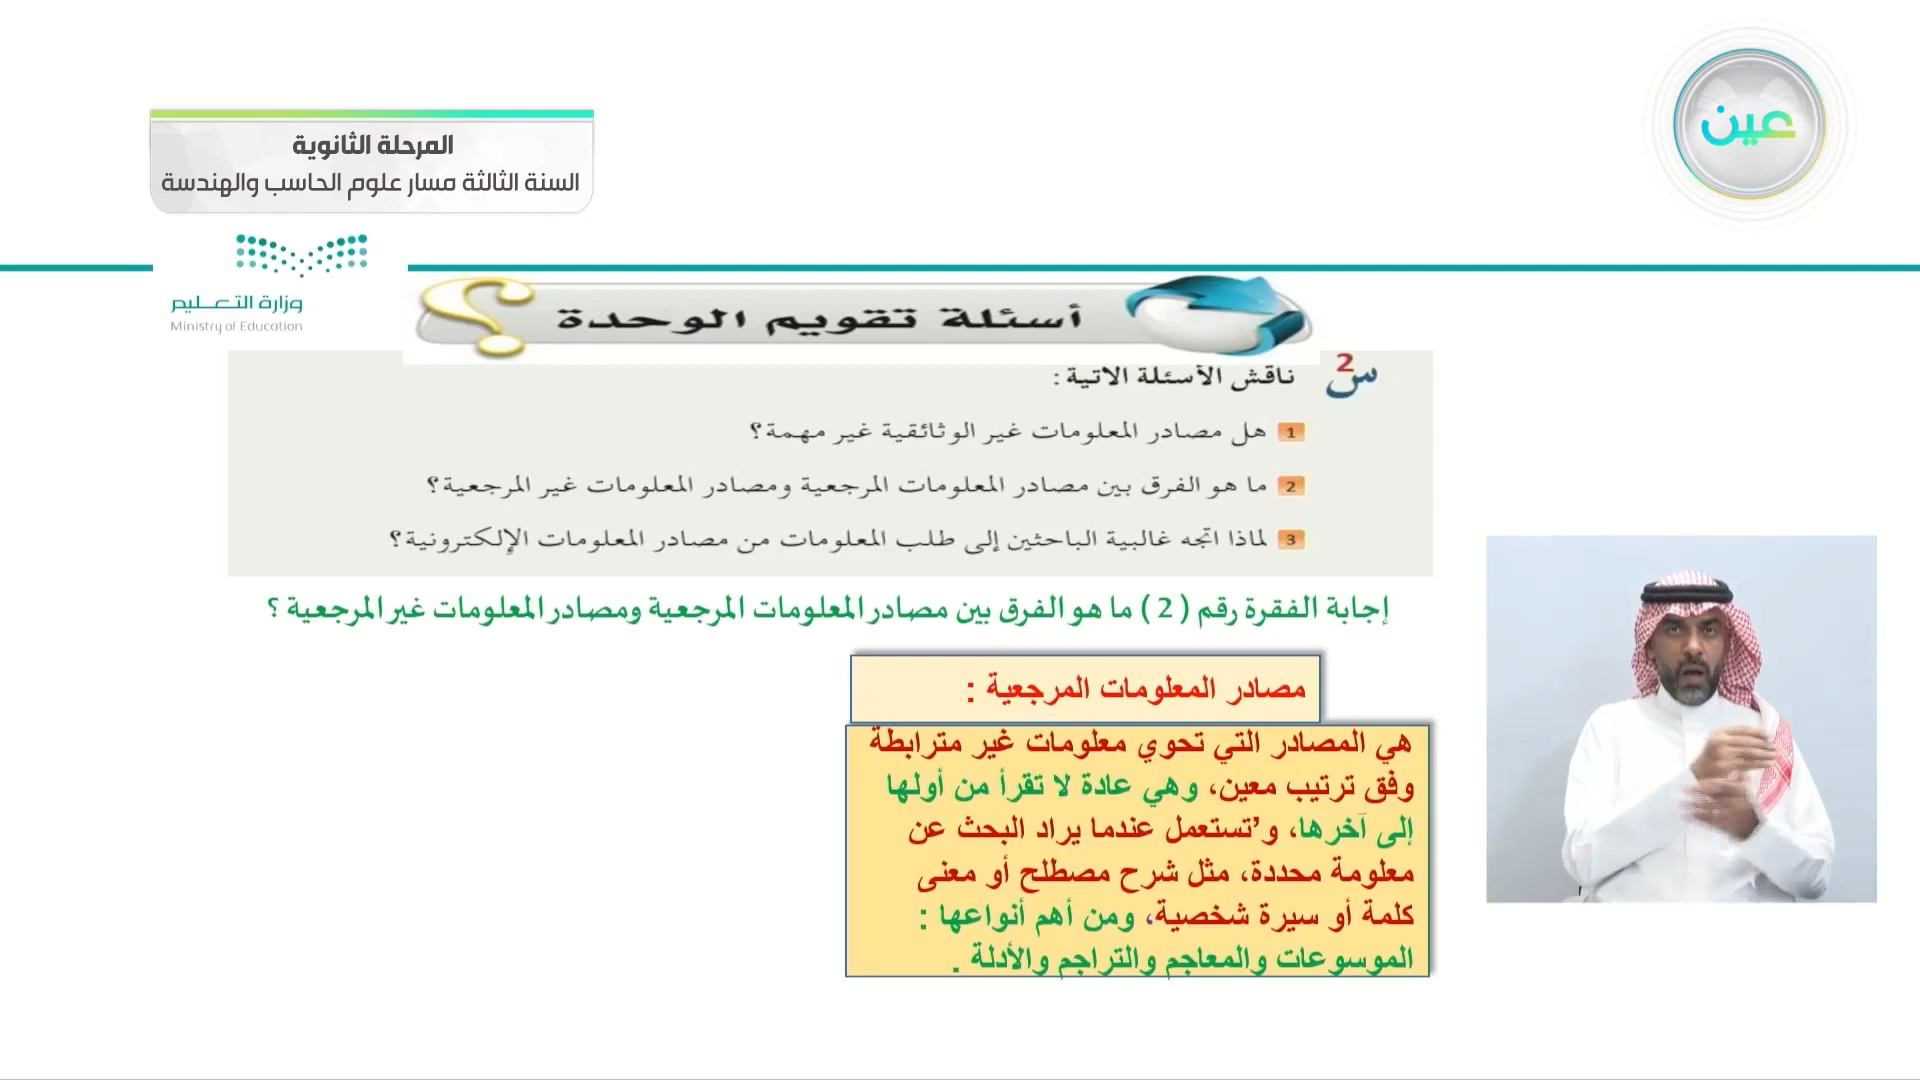 عين
المرحلة الثانوية
السنة الثالثة مسار علوم الحاسب والهندسة
وزارة التعليم
Ministry of Education
أسئلة تقويم الوحدة
س2 ناقش الأسئلة الآتية :
1 هل مصادر المعلومات غير الوثائقية غير مهمة؟
2 ما هو الفرق بين مصادر المعلومات المرجعية ومصادر المعلومات غير المرجعية؟
3 لماذا اتجه غالبية الباحثين إلى طلب المعلومات من مصادر المعلومات الإلكترونية؟
إجابة الفقرة رقم ( 2 ) ما هو الفرق بين مصادر المعلومات المرجعية ومصادر المعلومات غير المرجعية ؟
مصادر المعلومات المرجعية :
هي المصادر التي تحوي معلومات غير مترابطة
وفق ترتيب معين، وهي عادة لا تقرأ من أولها
إلى آخرها، و’تستعمل عندما يراد البحث عن
معلومة محددة، مثل شرح مصطلح أو معنى
كلمة أو سيرة شخصية، ومن أهم أنواعها :
الموسوعات والمعاجم والتراجم والأدلة .